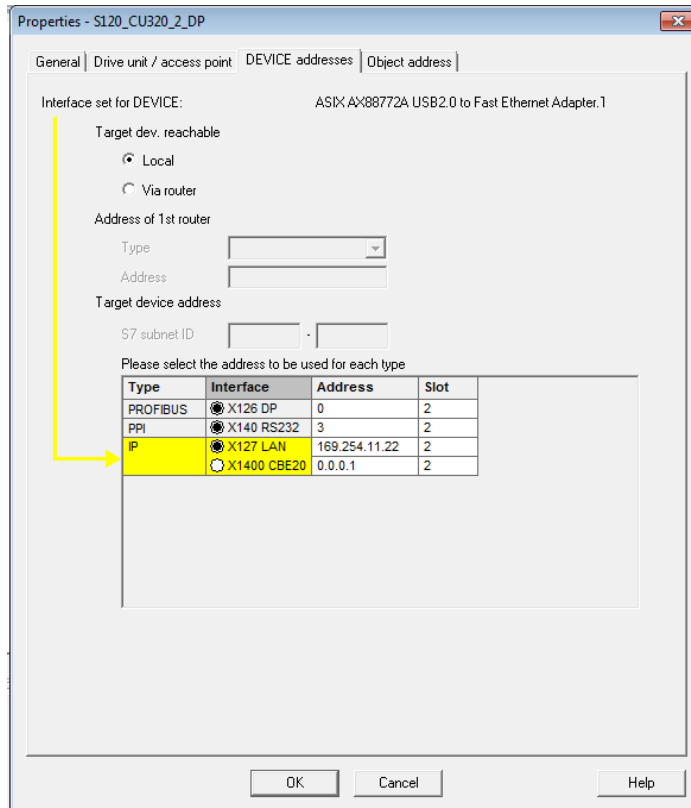 Properties - S120_CU320_2_DP
General Drive unit / access point DEVICE addresses Object address
Interface set for DEVICE: ASIX AX88772A USB2.0 to Fast Ethernet Adapter.1
Target dev. reachable
Local
Via router
Address of 1st router
Type
Address
Target device address
S7 subnet ID -
Please select the address to be used for each type
Type Interface Address Slot
PROFIBUS X126 DP 0 2
PPI X140 RS232 3 2
IP X127 LAN 169.254.11.22 2
X1400 CBE20 0.0.0.1 2
OK Cancel Help